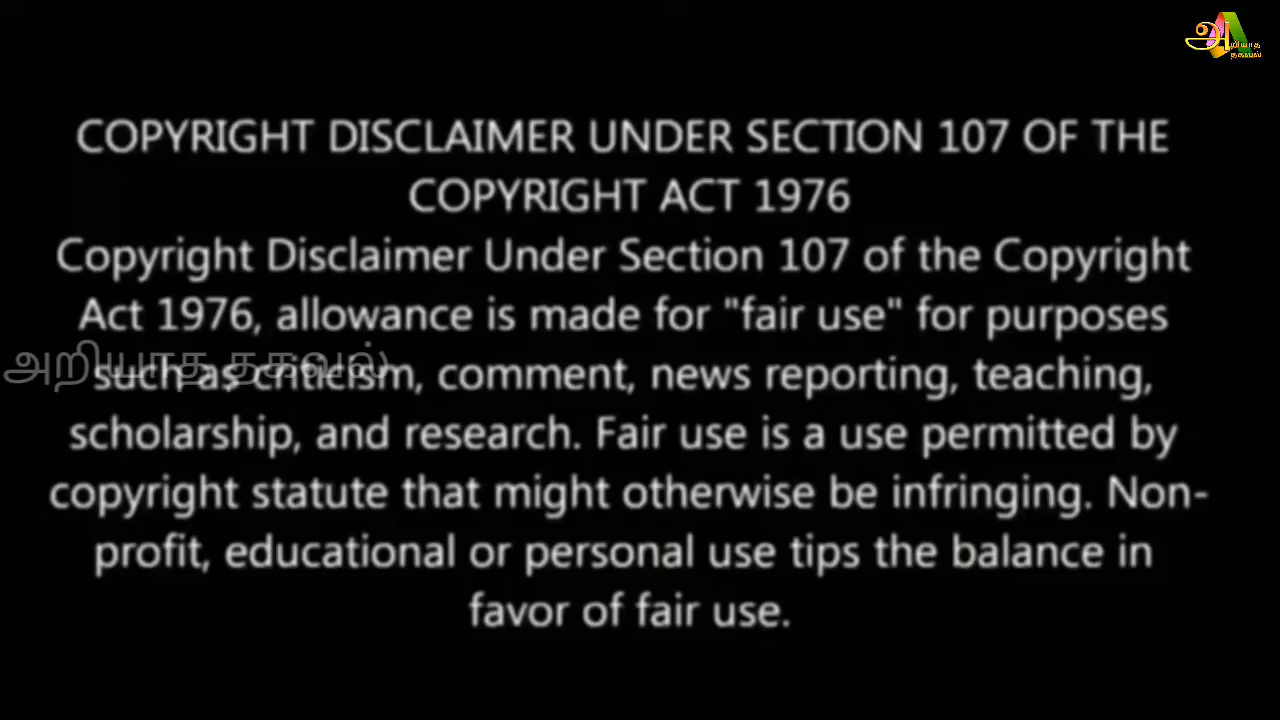 அறியாத
தகவல்
COPYRIGHT DISCLAIMER UNDER SECTION 107 OF THE
COPYRIGHT ACT 1976
Copyright Disclaimer Under Section 107 of the Copyright
Act 1976, allowance is made for "fair use" for purposes
அறியாத தகவல்
such as criticism, comment, news reporting, teaching,
scholarship, and research. Fair use is a use permitted by
copyright statute that might otherwise be infringing. Non-
profit, educational or personal use tips the balance in
favor of fair use.